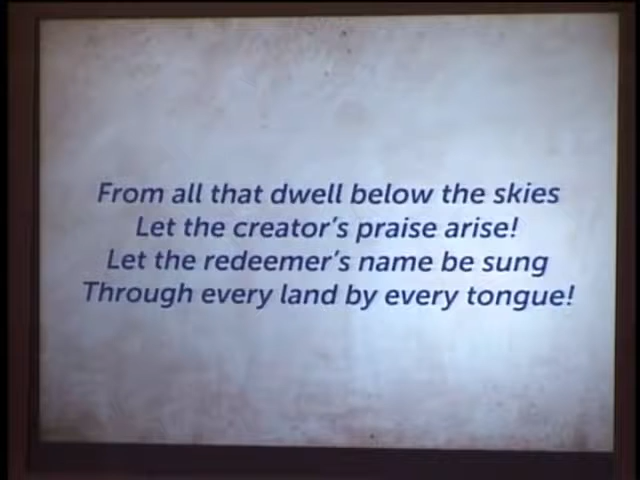 From all that dwell below the skies
Let the creator's praise arise!
Let the redeemer's name be sung
Through every land by every tongue!